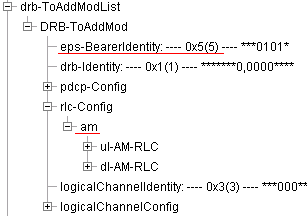 drb-ToAddModList
DRB-ToAddMod
eps-BearerIdentity: ---- 0x5(5) ---- ***0101*
drb-Identity: ---- 0x1(1) ---- *******0,0000****
pdcp-Config
rlc-Config
am
ul-AM-RLC
dl-AM-RLC
logicalChannelIdentity: ---- 0x3(3) ---- ***000**
logicalChannelConfig